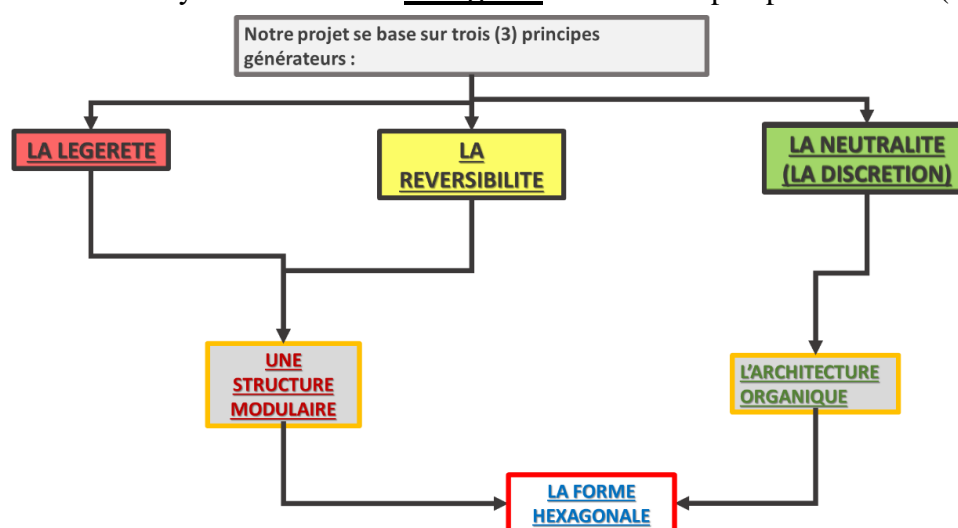 Notre projet se base sur trois (3) principes
générateurs :
LA LEGERETE
LA
REVERSIBILITE
LA NEUTRALITE
(LA DISCRETION)
UNE
STRUCTURE
MODULAIRE
L'ARCHITECTURE
ORGANIQUE
LA FORME
HEXAGONALE